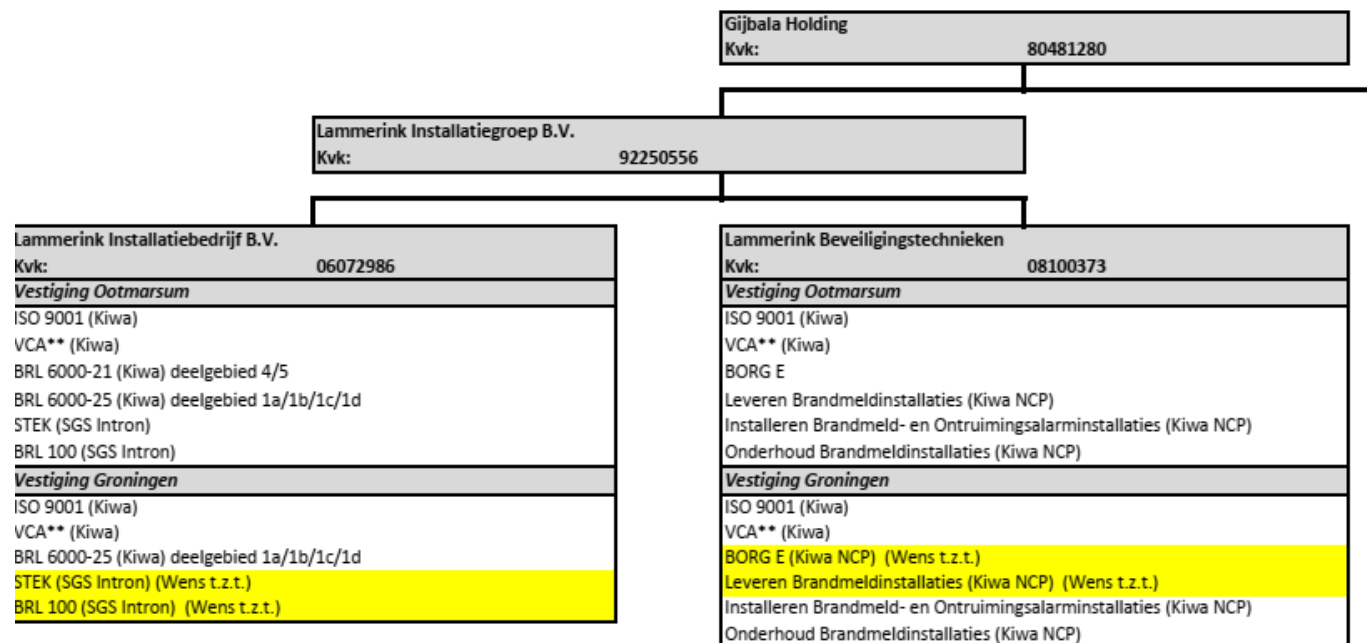 Gijbala Holding
Kvk: 80481280
Lammerink Installatiegroep B.V.
Kvk: 92250556
Lammerink Installatiebedrijf B.V.
Kvk: 06072986
Vestiging Ootmarsum
ISO 9001 (Kiwa)
VCA** (Kiwa)
BRL 6000-21 (Kiwa) deelgebied 4/5
BRL 6000-25 (Kiwa) deelgebied 1a/1b/1c/1d
STEK (SGS Intron)
BRL 100 (SGS Intron)
Vestiging Groningen
ISO 9001 (Kiwa)
VCA** (Kiwa)
BRL 6000-25 (Kiwa) deelgebied 1a/1b/1c/1d
STEK (SGS Intron) (Wens t.z.t.)
BRL 100 (SGS Intron) (Wens t.z.t.)
Lammerink Beveiligingstechnieken
Kvk: 08100373
Vestiging Ootmarsum
ISO 9001 (Kiwa)
VCA** (Kiwa)
BORG E
Leveren Brandmeldinstallaties (Kiwa NCP)
Installeren Brandmeld- en Ontruimingsalarminstallaties (Kiwa NCP)
Onderhoud Brandmeldinstallaties (Kiwa NCP)
Vestiging Groningen
ISO 9001 (Kiwa)
VCA** (Kiwa)
BORG E (Kiwa NCP) (Wens t.z.t.)
Leveren Brandmeldinstallaties (Kiwa NCP) (Wens t.z.t.)
Installeren Brandmeld- en Ontruimingsalarminstallaties (Kiwa NCP)
Onderhoud Brandmeldinstallaties (Kiwa NCP)